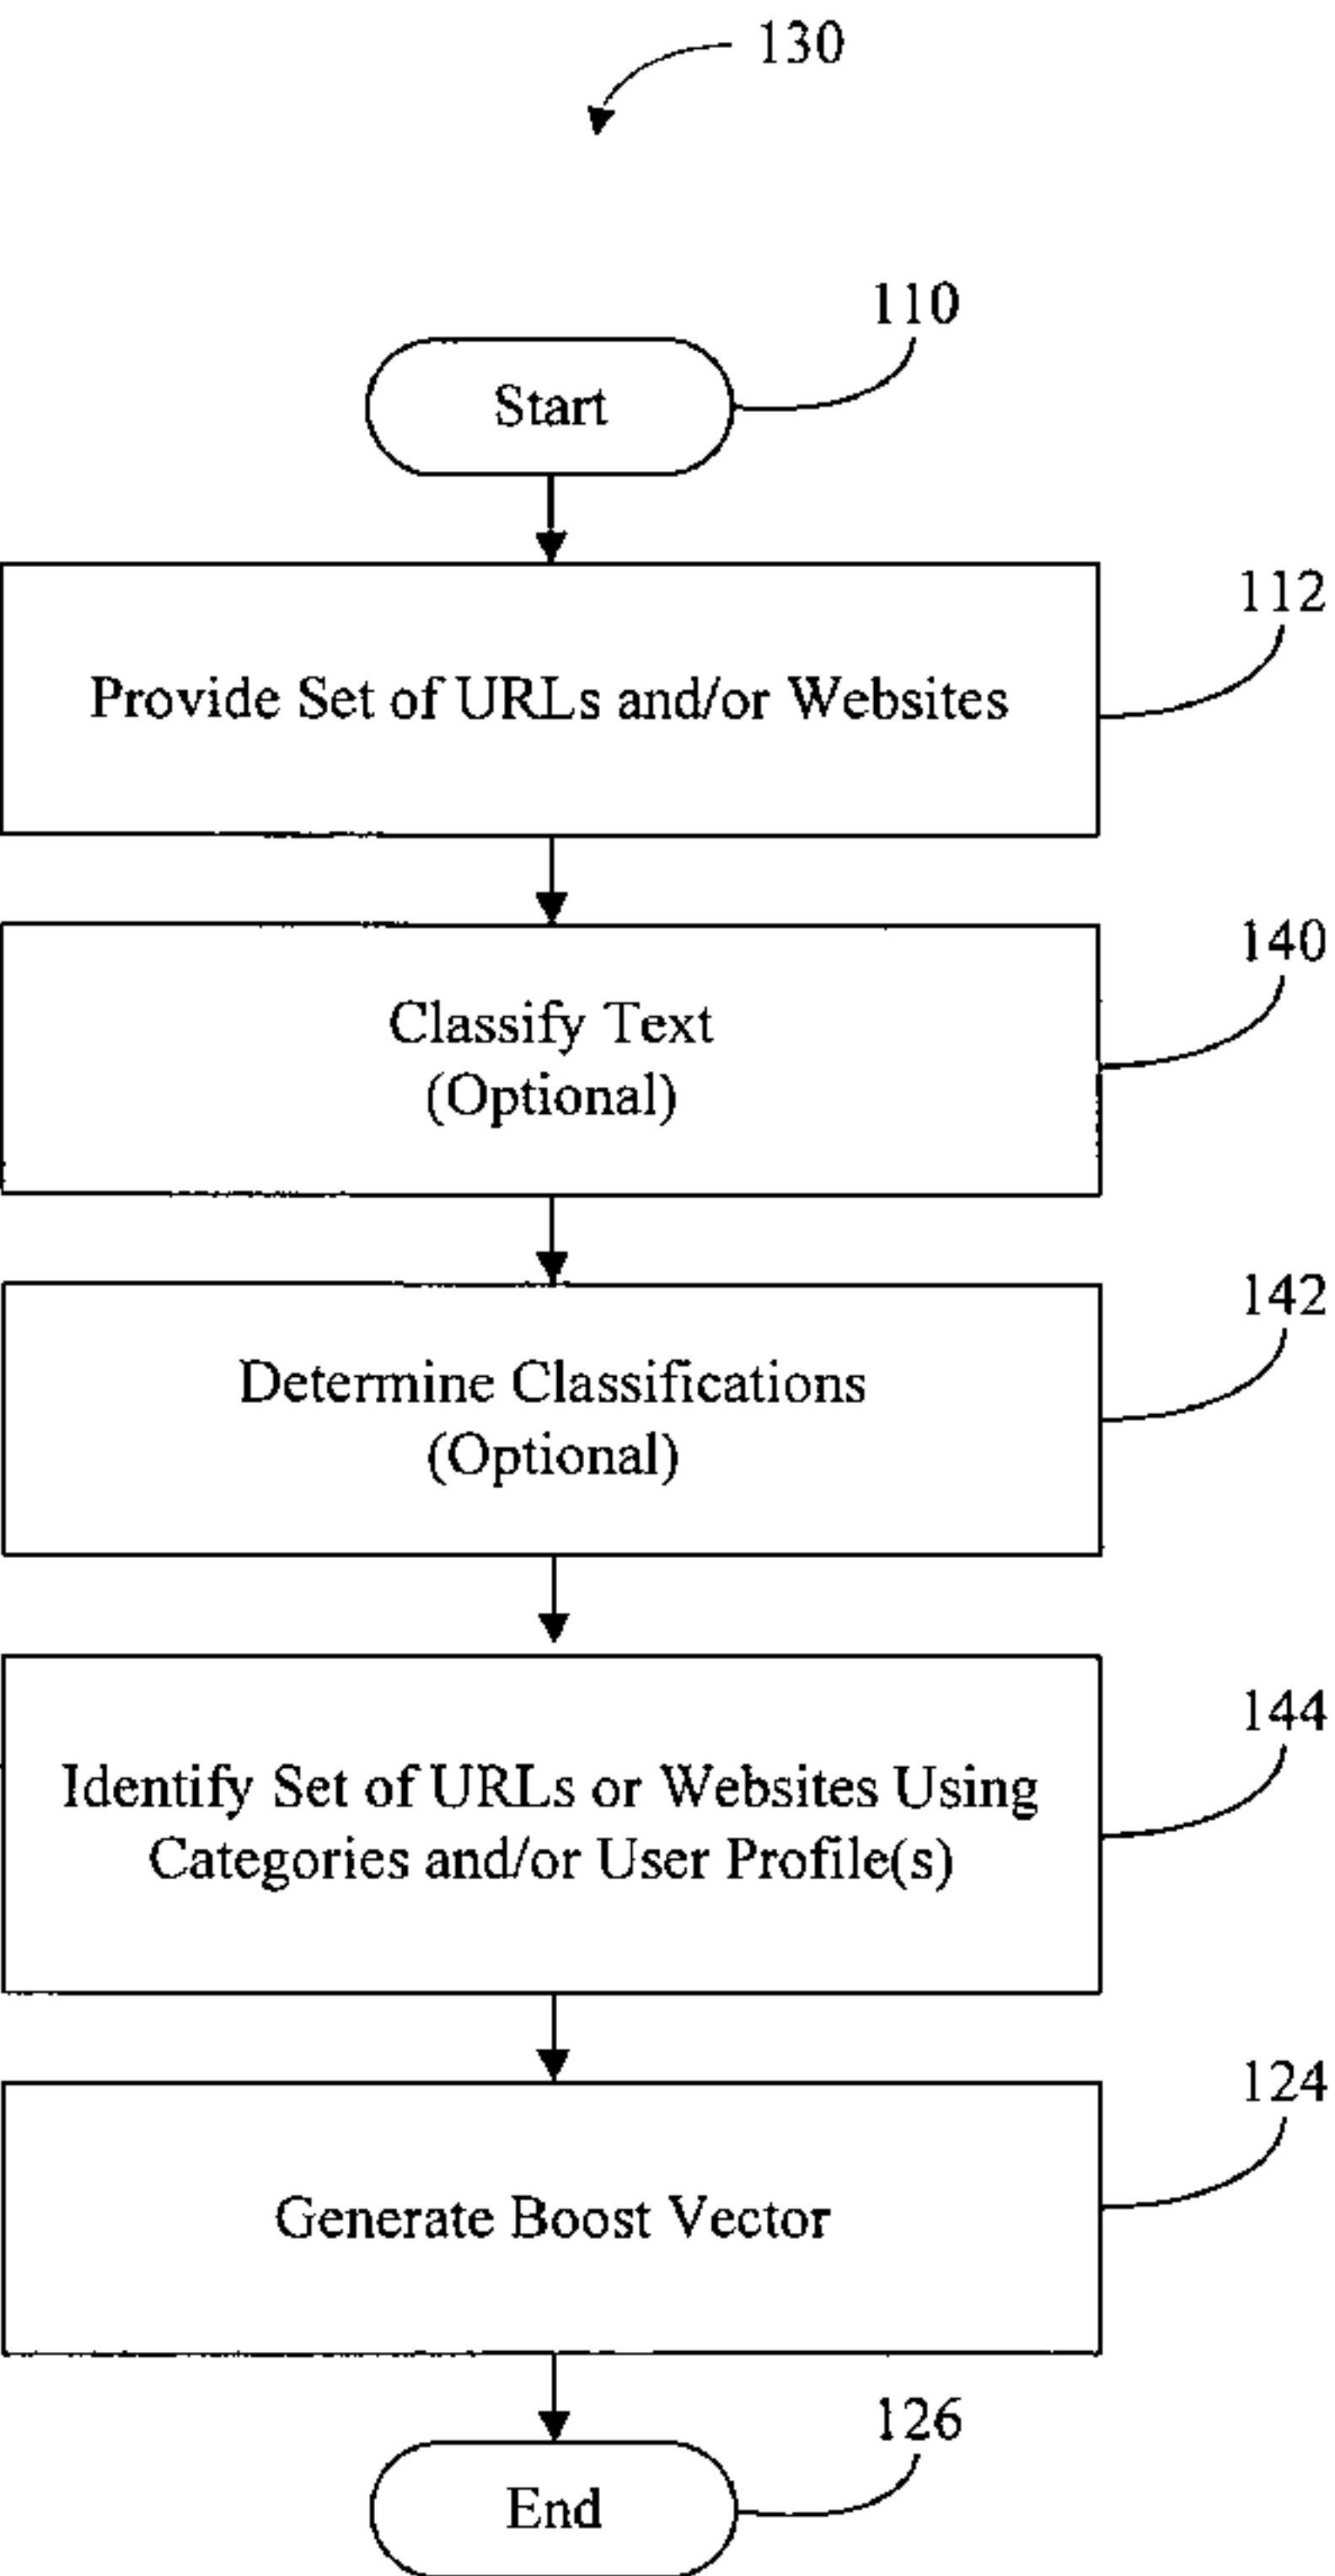 130
110
Start
112
Provide Set of URLs and/or Websites
140
Classify Text
(Optional)
142
Determine Classifications
(Optional)
144
Identify Set of URLs or Websites Using
Categories and/or User Profile(s)
124
Generate Boost Vector
126
End